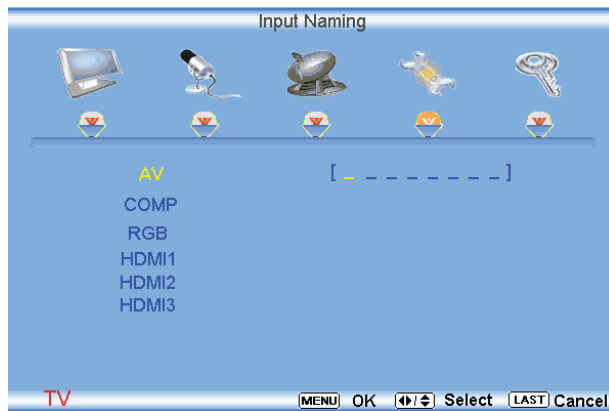 Input Naming
AV [ _ _ _ _ _ _ _ _ ]
COMP
RGB
HDMI1
HDMI2
HDMI3
TV MENU OK ◄►/▲▼ Select LAST Cancel